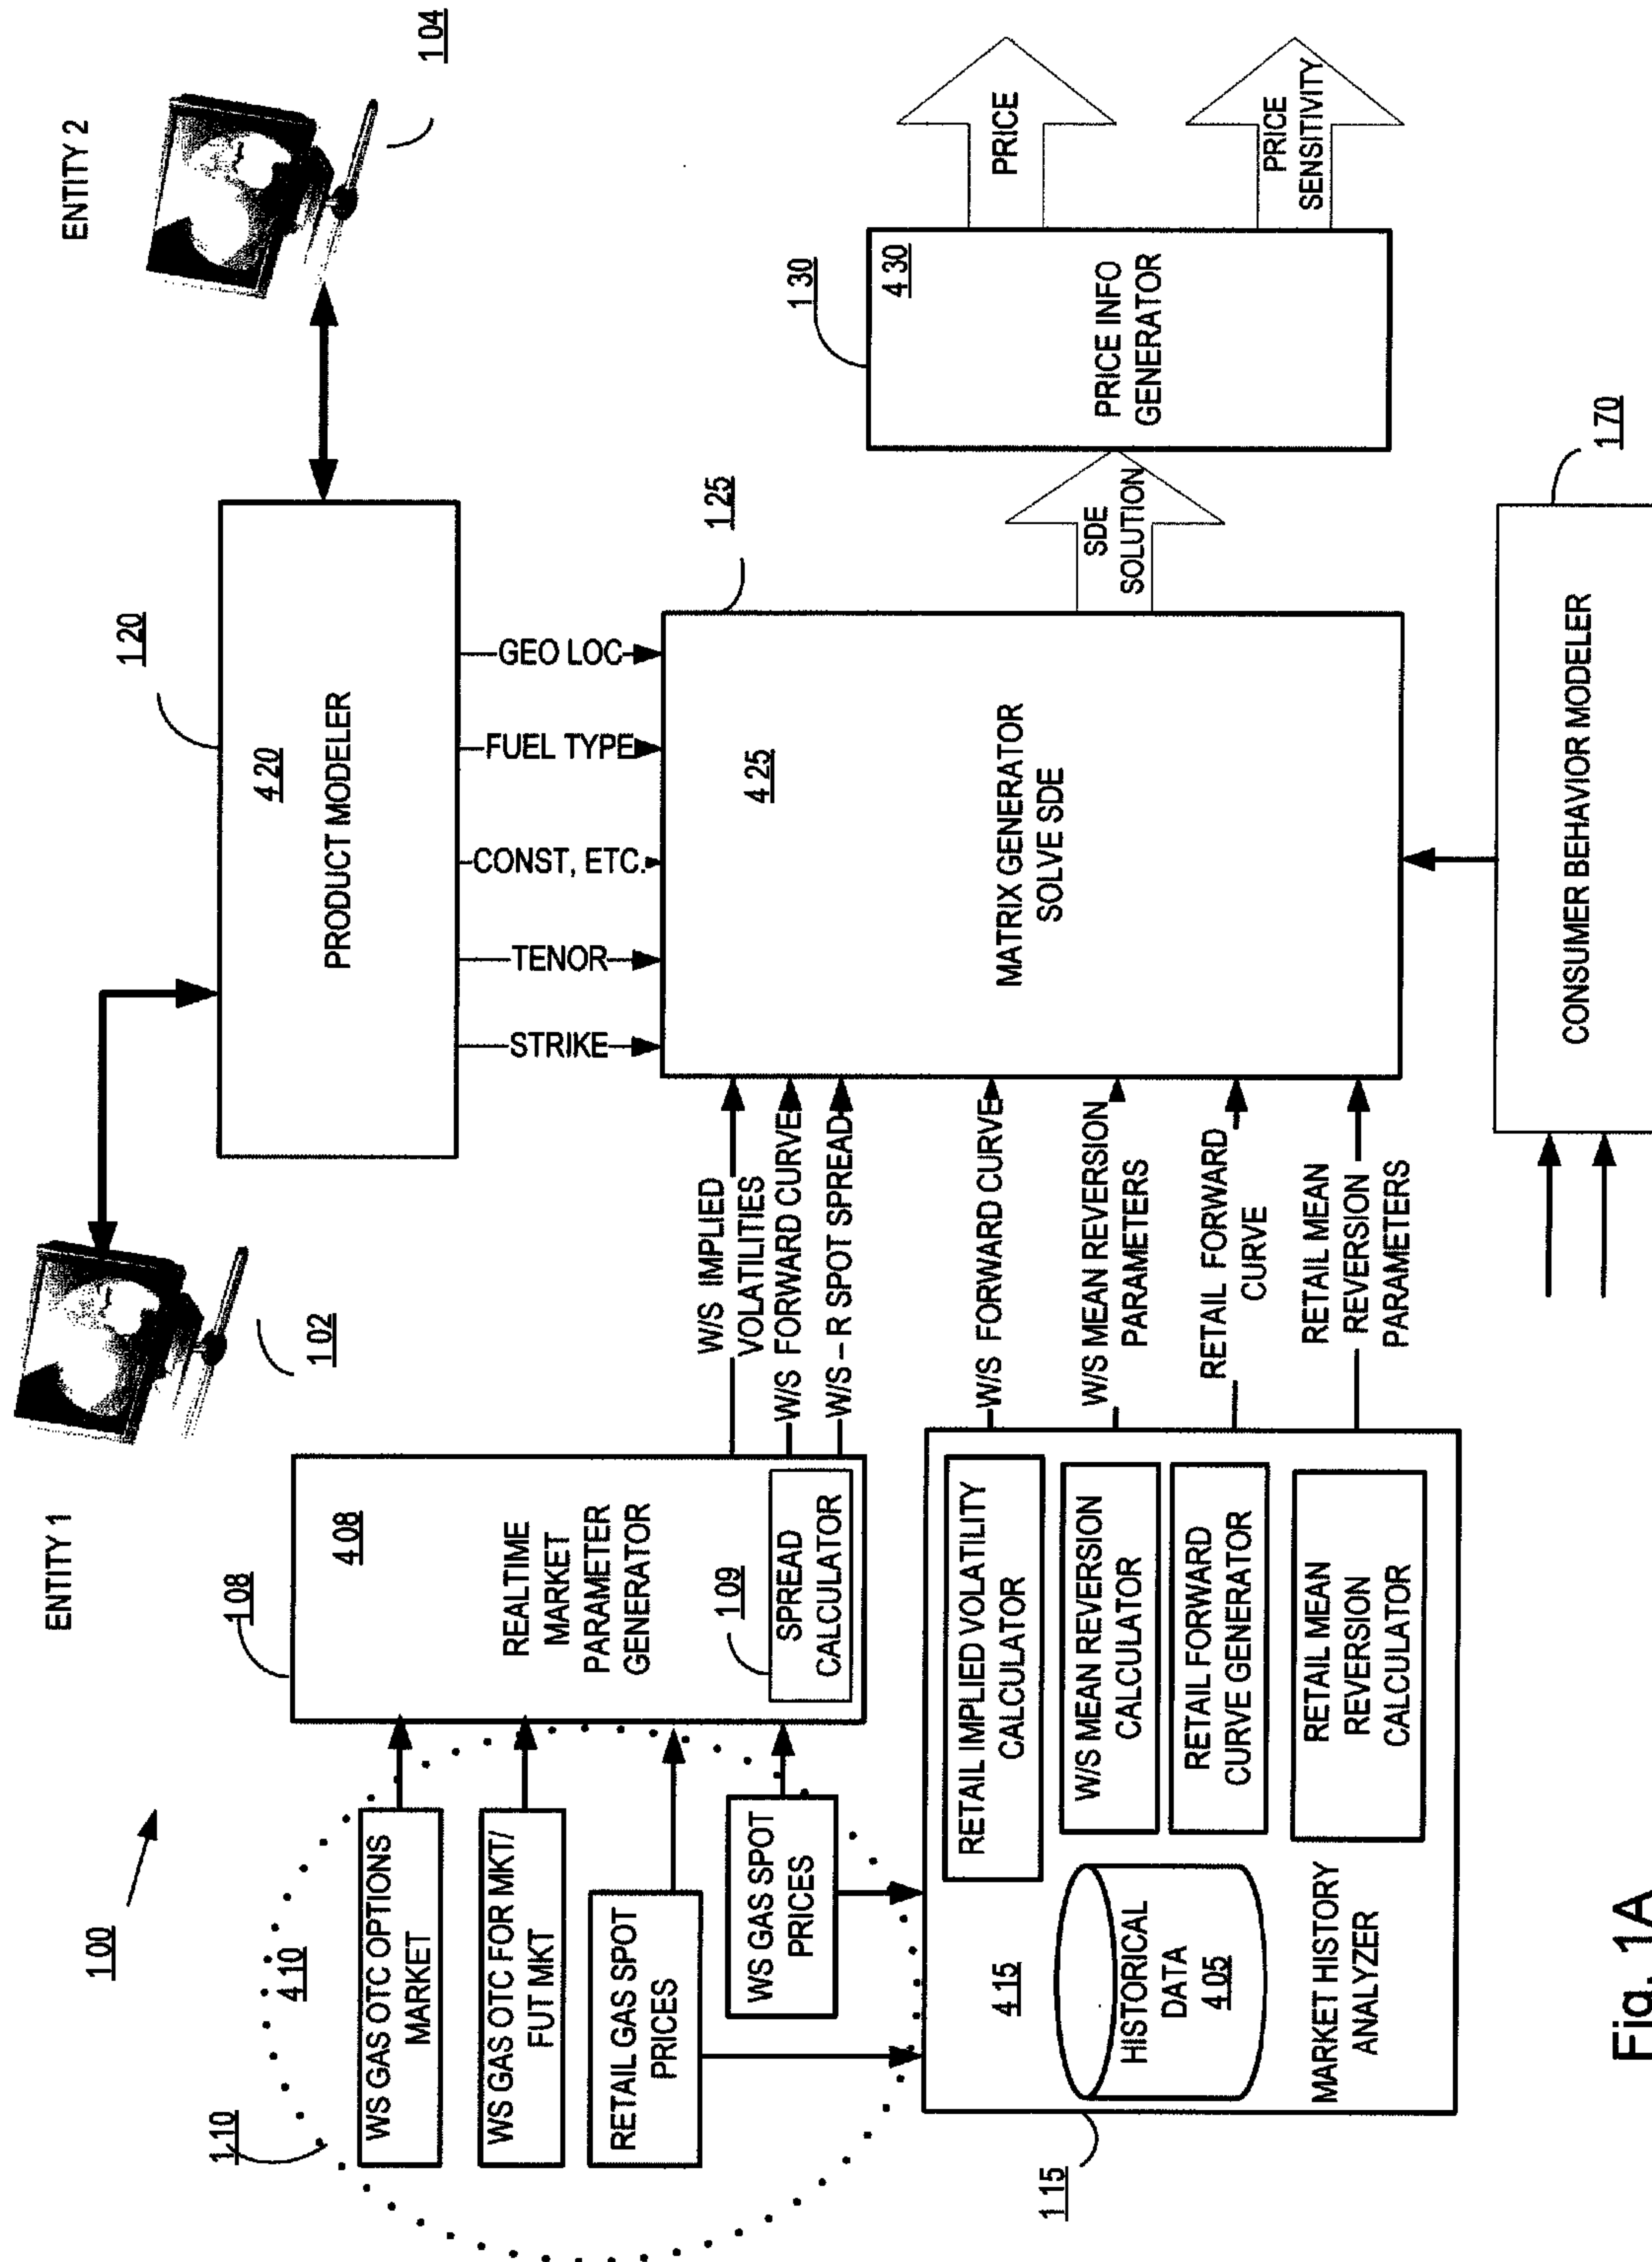 100
ENTITY 1
102
ENTITY 2
104
110
410
WS GAS OTC OPTIONS
MARKET
WS GAS OTC FOR MKT/
FUT MKT
RETAIL GAS SPOT
PRICES
WS GAS SPOT
PRICES
108
408
REALTIME
MARKET
PARAMETER
GENERATOR
109
SPREAD
CALCULATOR
120
420
PRODUCT MODELER
STRIKE
TENOR
CONST, ETC.
FUEL TYPE
GEO LOC
W/S IMPLIED
VOLATILITIES
W/S FORWARD CURVE
W/S – R SPOT SPREAD
125
425
MATRIX GENERATOR
SOLVE SDE
SDE
SOLUTION
130
430
PRICE INFO
GENERATOR
PRICE
PRICE
SENSITIVITY
115
415
HISTORICAL
DATA
405
MARKET HISTORY
ANALYZER
RETAIL IMPLIED VOLATILITY
CALCULATOR
W/S MEAN REVERSION
CALCULATOR
RETAIL FORWARD
CURVE GENERATOR
RETAIL MEAN
REVERSION
CALCULATOR
W/S FORWARD CURVE
W/S MEAN REVERSION
PARAMETERS
RETAIL FORWARD
CURVE
RETAIL MEAN
REVERSION
PARAMETERS
170
CONSUMER BEHAVIOR MODELER
Fig. 1A